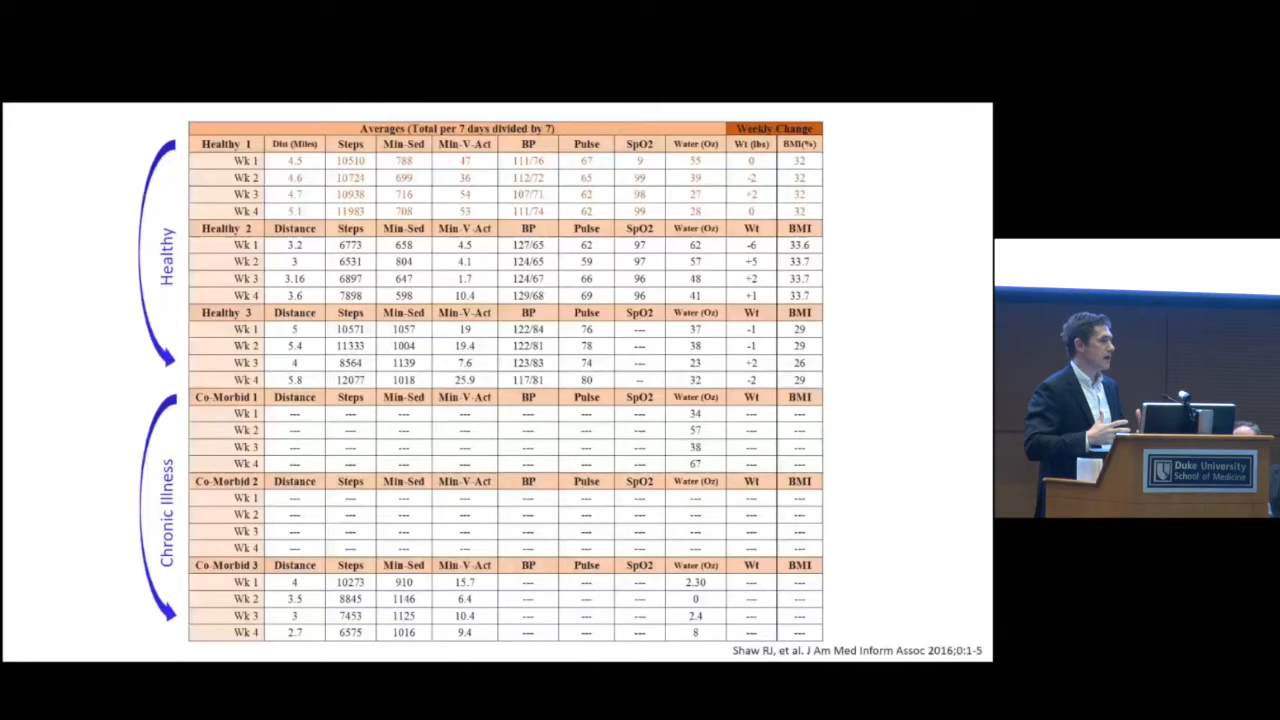 Averages (Total per 7 days divided by 7) Weekly Change
Healthy 1 Dist (Miles) Steps Min-Sed Min-V-Act BP Pulse SpO2 Water (Oz) Wt (lbs) BMI(%)
Wk 1 4.5 10510 788 47 111/76 67 9 55 0 32
Wk 2 4.6 10724 699 36 112/72 65 99 39 -2 32
Wk 3 4.7 10938 716 54 107/71 62 98 27 +2 32
Wk 4 5.1 11983 708 53 111/74 62 99 28 0 32
Healthy 2 Distance Steps Min-Sed Min-V-Act BP Pulse SpO2 Water (Oz) Wt BMI
Wk 1 3.2 6773 658 4.5 127/65 62 97 62 -6 33.6
Wk 2 3 6531 804 4.1 124/65 59 97 57 +5 33.7
Wk 3 3.16 6897 647 1.7 124/67 66 96 48 +2 33.7
Wk 4 3.6 7898 598 10.4 129/68 69 96 41 +1 33.7
Healthy 3 Distance Steps Min-Sed Min-V-Act BP Pulse SpO2 Water (Oz) Wt BMI
Wk 1 5 10571 1057 19 122/84 76 --- 37 -1 29
Wk 2 5.4 11333 1004 19.4 122/81 78 --- 38 -1 29
Wk 3 4 8564 1139 7.6 123/83 74 --- 23 +2 26
Wk 4 5.8 12077 1018 25.9 117/81 80 -- 32 -2 29
Co-Morbid 1 Distance Steps Min-Sed Min-V-Act BP Pulse SpO2 Water (Oz) Wt BMI
Wk 1 --- --- --- --- --- --- --- 34 --- ---
Wk 2 --- --- --- --- --- --- --- 57 --- ---
Wk 3 --- --- --- --- --- --- --- 38 --- ---
Wk 4 --- --- --- --- --- --- --- 67 --- ---
Co-Morbid 2 Distance Steps Min-Sed Min-V-Act BP Pulse SpO2 Water (Oz) Wt BMI
Wk 1 --- --- --- --- --- --- --- --- --- ---
Wk 2 --- --- --- --- --- --- --- --- --- ---
Wk 3 --- --- --- --- --- --- --- --- --- ---
Wk 4 --- --- --- --- --- --- --- --- --- ---
Co-Morbid 3 Distance Steps Min-Sed Min-V-Act BP Pulse SpO2 Water (Oz) Wt BMI
Wk 1 4 10273 910 15.7 --- --- --- 2.30 --- ---
Wk 2 3.5 8845 1146 6.4 --- --- --- 0 --- ---
Wk 3 3 7453 1125 10.4 --- --- --- 2.4 --- ---
Wk 4 2.7 6575 1016 9.4 --- --- --- 8 --- ---
Healthy
Chronic Illness
Shaw RJ, et al. J Am Med Inform Assoc 2016;0:1-5
Duke University
School of Medicine